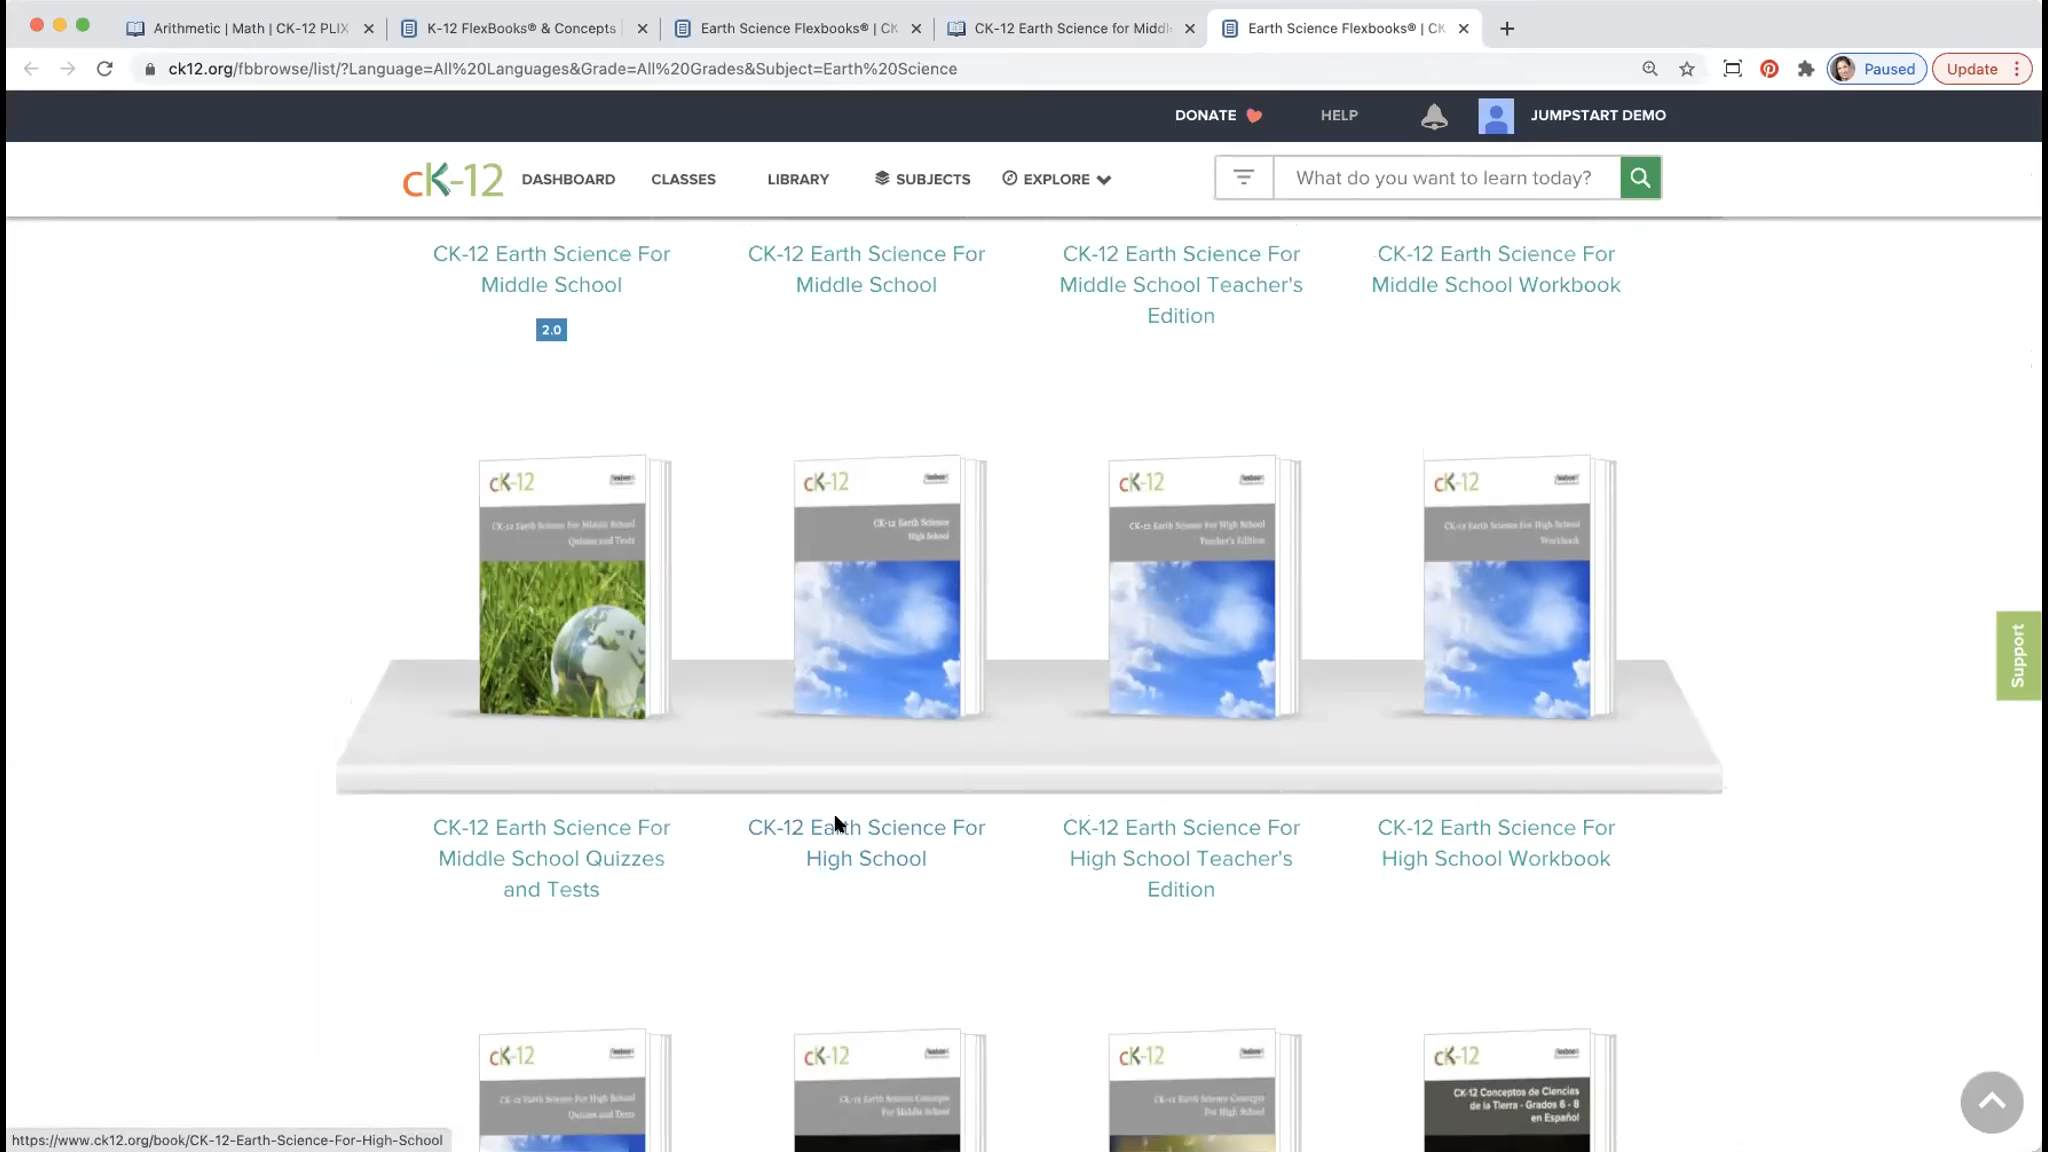 Arithmetic | Math | CK-12 PLIX
K-12 FlexBooks® & Concepts
Earth Science Flexbooks® | CK
CK-12 Earth Science for Middl
Earth Science Flexbooks® | CK
ck12.org/fbbrowse/list/?Language=All%20Languages&Grade=All%20Grades&Subject=Earth%20Science
Paused
Update
DONATE
HELP
JUMPSTART DEMO
cK-12
DASHBOARD
CLASSES
LIBRARY
SUBJECTS
EXPLORE
What do you want to learn today?
CK-12 Earth Science For
Middle School
2.0
CK-12 Earth Science For
Middle School
CK-12 Earth Science For
Middle School Teacher's
Edition
CK-12 Earth Science For
Middle School Workbook
cK-12
CK-12 Earth Science For Middle School
Quizzes and Tests
cK-12
CK-12 Earth Science
High School
cK-12
CK-12 Earth Science For High School
Teacher's Edition
cK-12
CK-12 Earth Science For High School
Workbook
Support
CK-12 Earth Science For
Middle School Quizzes
and Tests
CK-12 Earth Science For
High School
CK-12 Earth Science For
High School Teacher's
Edition
CK-12 Earth Science For
High School Workbook
cK-12
CK-12 Earth Science For High School
Quizzes and Tests
cK-12
CK-12 Earth Science Concepts
For Middle School
cK-12
CK-12 Earth Science Concepts
For High School
cK-12
CK-12 Conceptos de Ciencias
de la Tierra - Grados 6 - 8
en Español
https://www.ck12.org/book/CK-12-Earth-Science-For-High-School